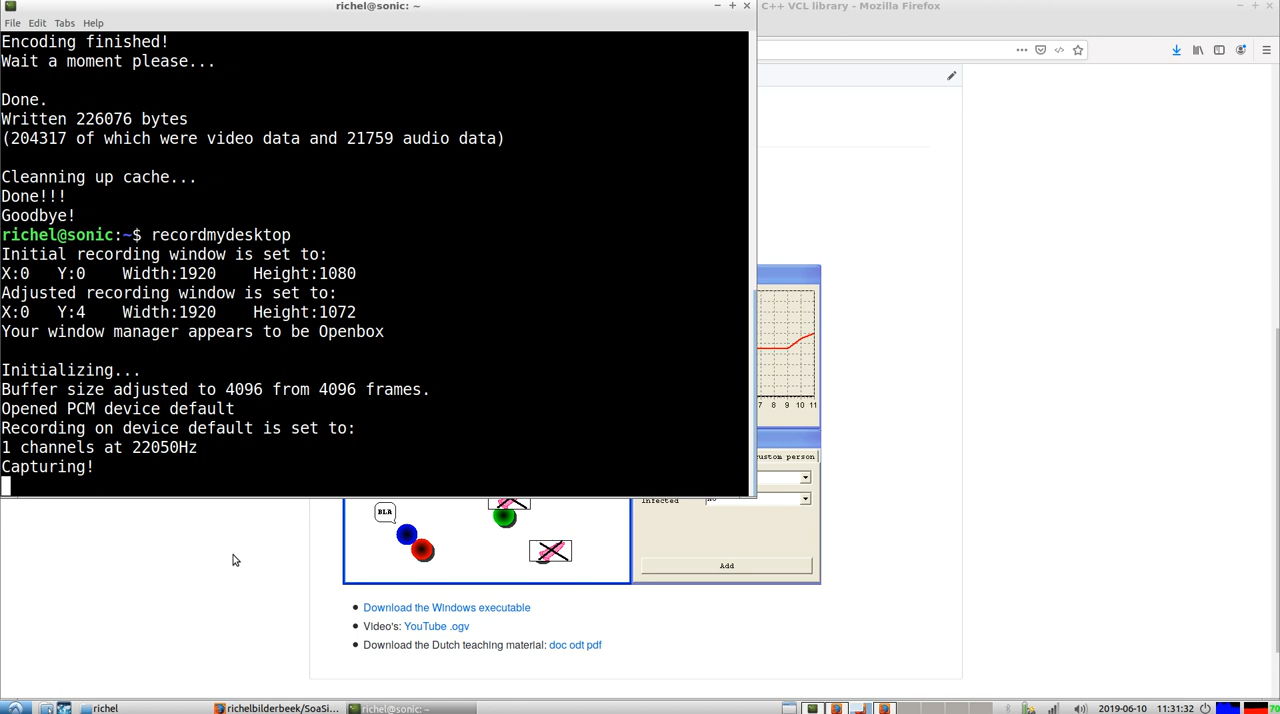 richel@sonic: ~
C++ VCL library - Mozilla Firefox
File Edit Tabs Help
Encoding finished!
Wait a moment please...
Done.
Written 226076 bytes
(204317 of which were video data and 21759 audio data)
Cleanning up cache...
Done!!!
Goodbye!
richel@sonic:~$ recordmydesktop
Initial recording window is set to:
X:0 Y:0 Width:1920 Height:1080
Adjusted recording window is set to:
X:0 Y:4 Width:1920 Height:1072
Your window manager appears to be Openbox
Initializing...
Buffer size adjusted to 4096 from 4096 frames.
Opened PCM device default
Recording on device default is set to:
1 channels at 22050Hz
Capturing!
7 8 9 10 11
custom person
Infected
BLA
Add
Download the Windows executable
Video's: YouTube .ogv
Download the Dutch teaching material: doc odt pdf
richel
richelbilderbeek/SoaSi...
richel@sonic: ~
2019-06-10 11:31:32
70